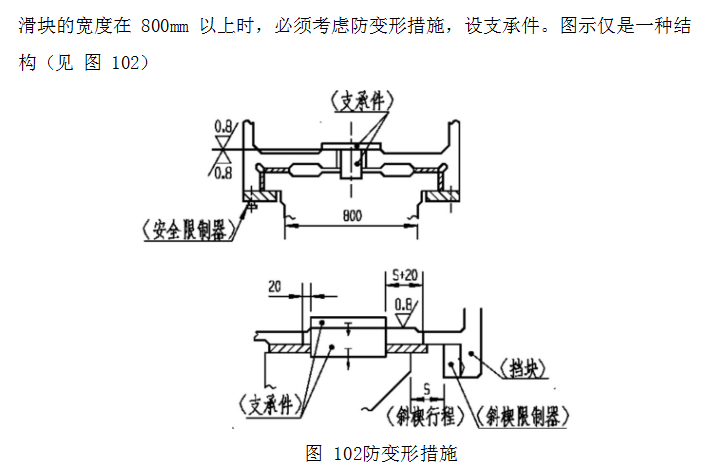 滑块的宽度在 800mm 以上时，必须考虑防变形措施，设支承件。图示仅是一种结
构（见 图 102）
〈支承件〉
0.8
0.8
800
〈安全限制器〉
S+20
20
0.8
〈挡块〉
S
〈支承件〉
〈斜楔行程〉
〈斜楔限制器〉
图 102防变形措施